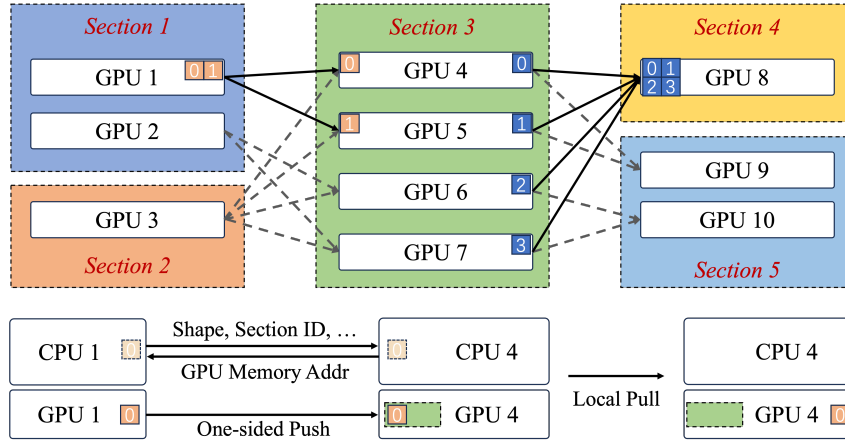 Section 1
Section 3
Section 4
GPU 1
0 1
0
GPU 4
0
0 1
2 3
GPU 8
GPU 2
1
GPU 5
1
GPU 9
GPU 3
GPU 6
2
GPU 10
Section 2
GPU 7
3
Section 5
CPU 1
0
Shape, Section ID, …
GPU Memory Addr
0
CPU 4
CPU 4
Local Pull
GPU 1
0
One-sided Push
0
GPU 4
GPU 4
0